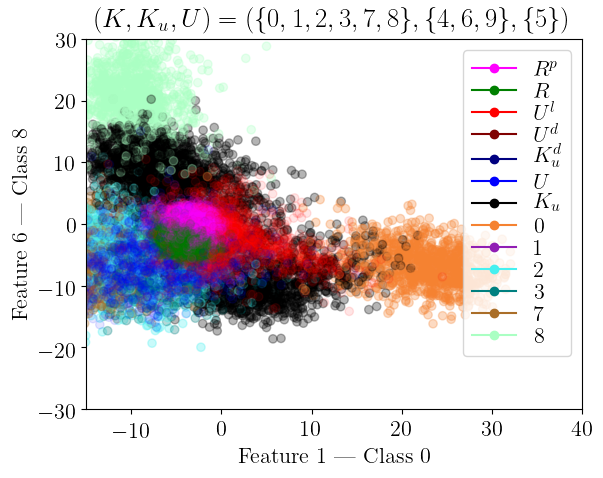 (K, K_u, U) = ({0, 1, 2, 3, 7, 8}, {4, 6, 9}, {5})
30
20
10
0
−10
−20
−30
Feature 6 — Class 8
R^p
R
U^l
U^d
K_u^d
U
K_u
0
1
2
3
7
8
−10
0
10
20
30
40
Feature 1 — Class 0